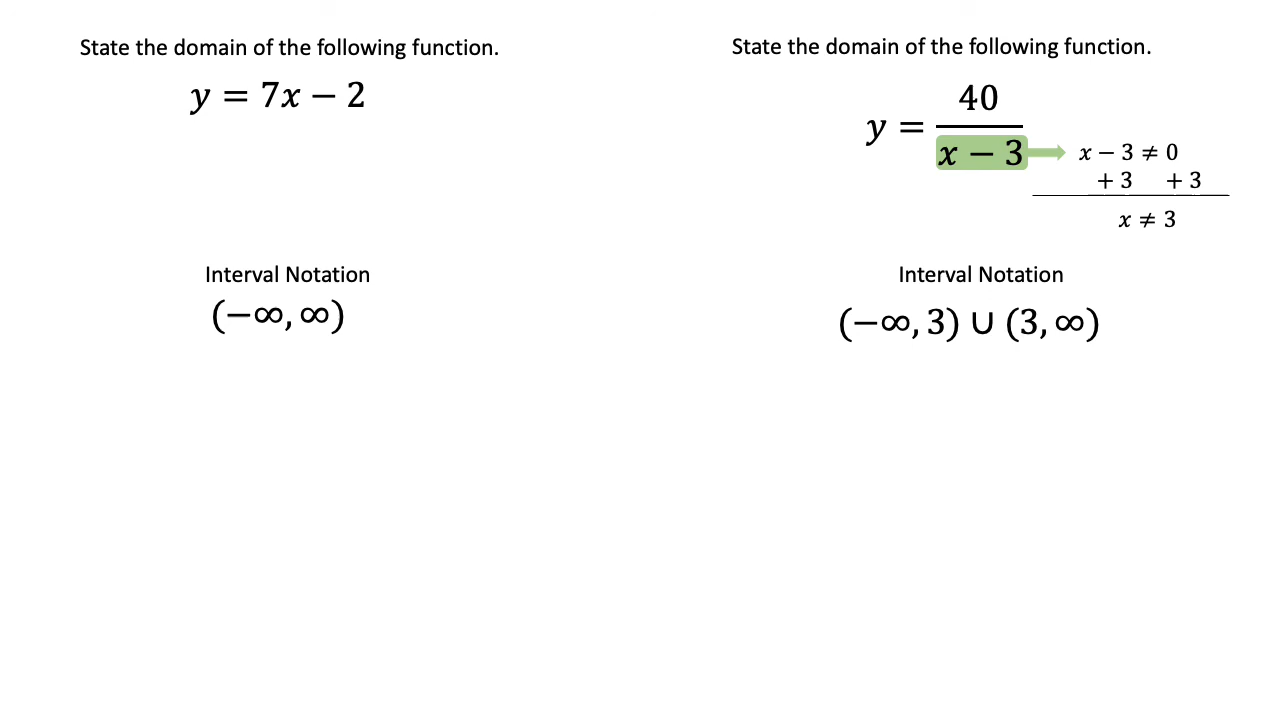 State the domain of the following function.
y = 7x − 2
Interval Notation
(−∞, ∞)
State the domain of the following function.
y = 40 / x − 3
x − 3 ≠ 0
+ 3 + 3
x ≠ 3
Interval Notation
(−∞, 3) ∪ (3, ∞)